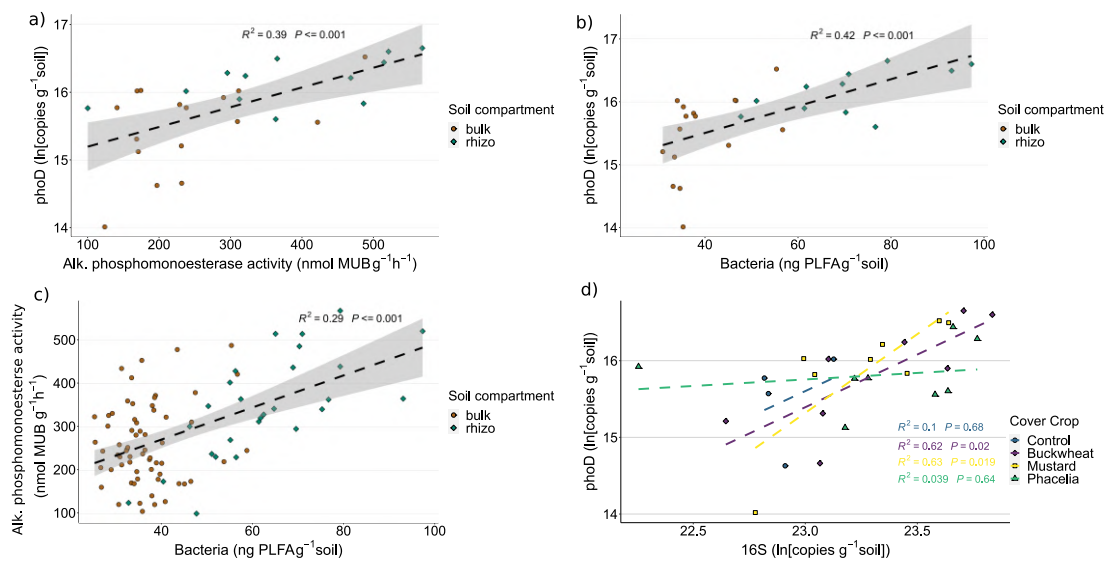 a)
R² = 0.39 P <= 0.001
17
16
15
14
phoD (ln[copies g⁻¹soil])
100 200 300 400 500
Alk. phosphomonoesterase activity (nmol MUB g⁻¹h⁻¹)
Soil compartment
bulk
rhizo
b)
R² = 0.42 P <= 0.001
17
16
15
14
phoD (ln[copies g⁻¹soil])
40 60 80 100
Bacteria (ng PLFAg⁻¹soil)
Soil compartment
bulk
rhizo
c)
R² = 0.29 P <= 0.001
500
400
300
200
100
Alk. phosphomonoesterse activity
(nmol MUB g⁻¹h⁻¹)
40 60 80 100
Bacteria (ng PLFAg⁻¹soil)
Soil compartment
bulk
rhizo
d)
16
15
14
phoD (ln[copies g⁻¹soil])
R² = 0.1 P = 0.68
R² = 0.62 P = 0.02
R² = 0.63 P = 0.019
R² = 0.039 P = 0.64
22.5 23.0 23.5
16S (ln[copies g⁻¹soil])
Cover Crop
Control
Buckwheat
Mustard
Phacelia